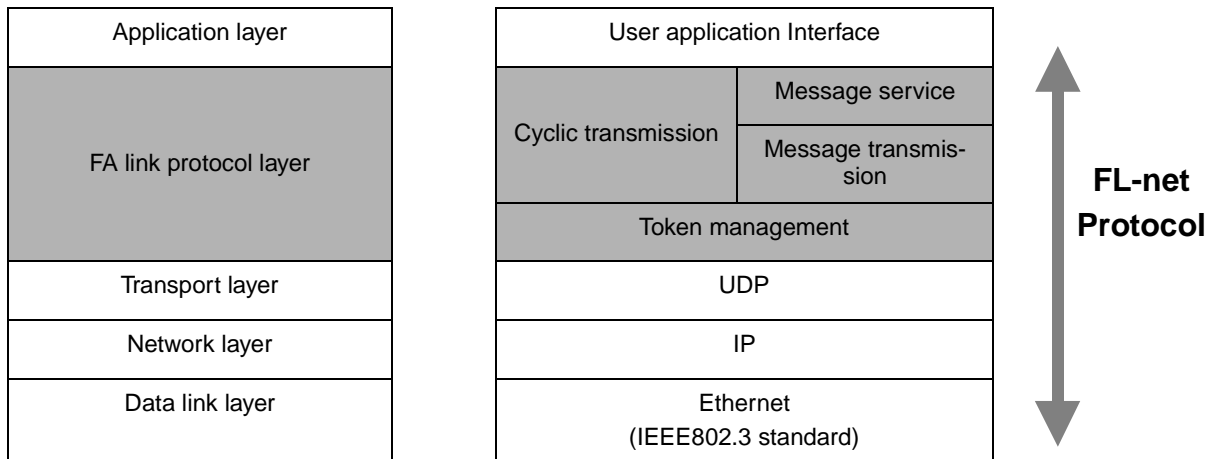 Application layer
FA link protocol layer
Transport layer
Network layer
Data link layer
User application Interface
Cyclic transmission
Message service
Message transmis-
sion
Token management
UDP
IP
Ethernet
(IEEE802.3 standard)
FL-net
Protocol